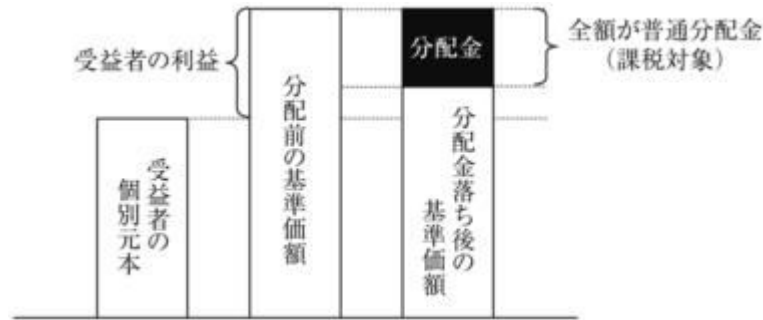 受益者の利益
受益者の
個別元本
分配前の基準価額
分配金
分配金落ち後の
基準価額
全額が普通分配金
（課税対象）